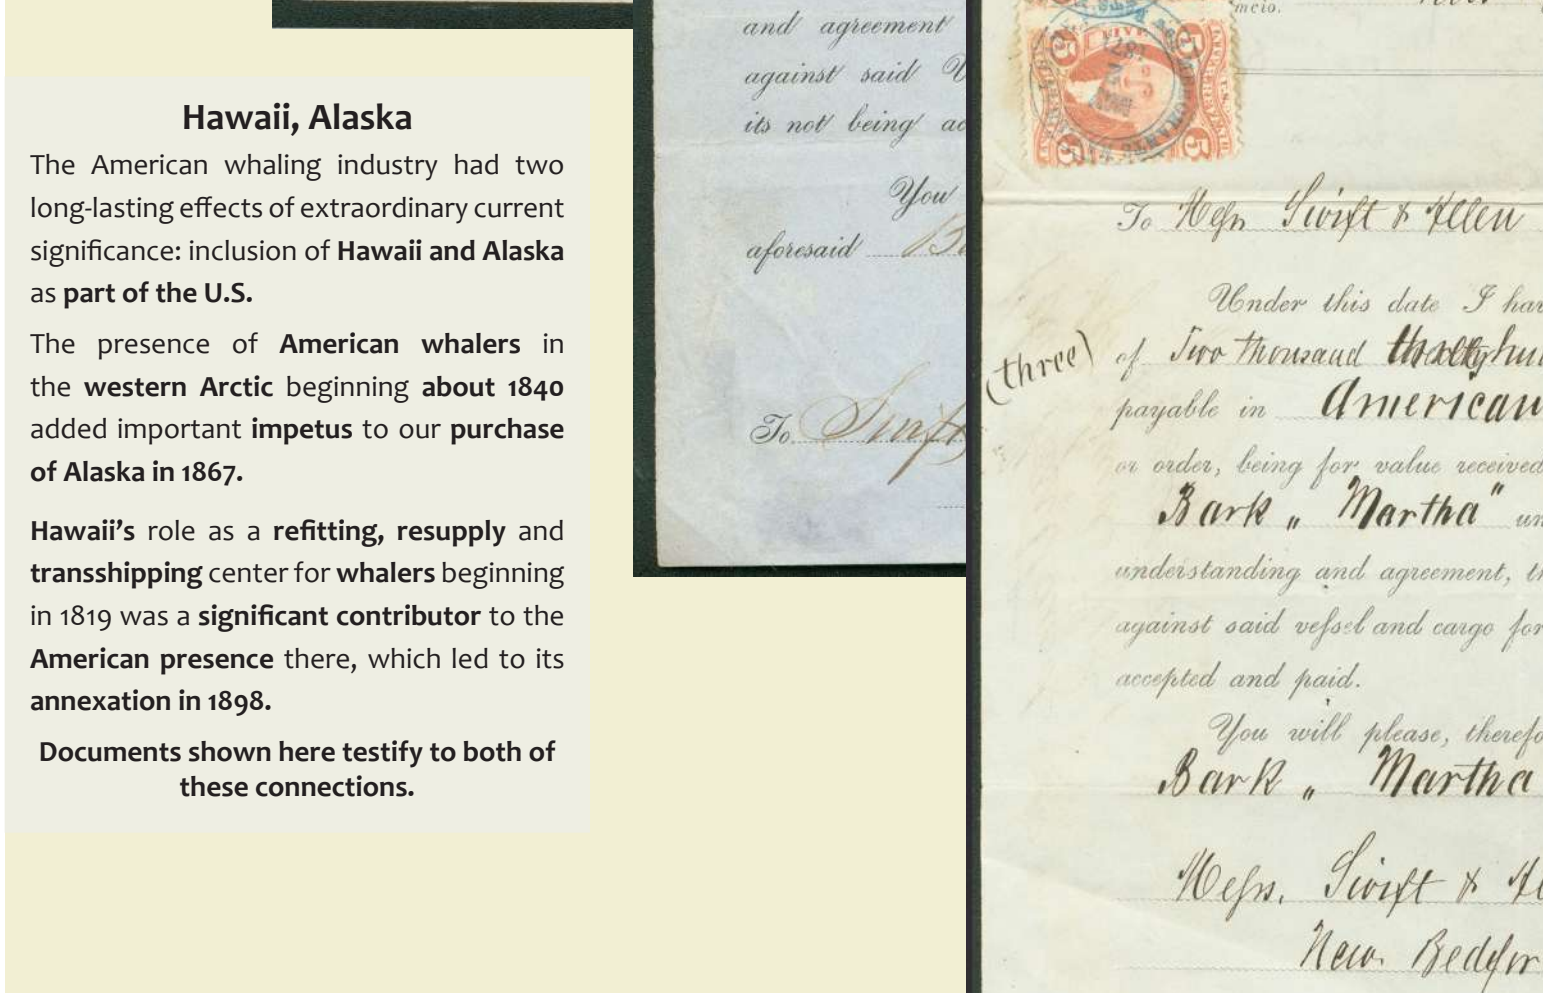 Hawaii, Alaska
The American whaling industry had two
long-lasting effects of extraordinary current
significance: inclusion of Hawaii and Alaska
as part of the U.S.
The presence of American whalers in
the western Arctic beginning about 1840
added important impetus to our purchase
of Alaska in 1867.
Hawaii's role as a refitting, resupply and
transshipping center for whalers beginning
in 1819 was a significant contributor to the
American presence there, which led to its
annexation in 1898.
Documents shown here testify to both of
these connections.
and agreement
against said
its not being
You
aforesaid
To Swift
FIVE
5 5
1871
5 5
To Messrs Swift & Allen
Under this date I
(three) of Two thousand
payable in American
or order, being for value received
Bark „ Martha"
understanding and agreement,
against said vessel and cargo for
accepted and paid.
You will please,
Bark „ Martha
Messrs. Swift &
New